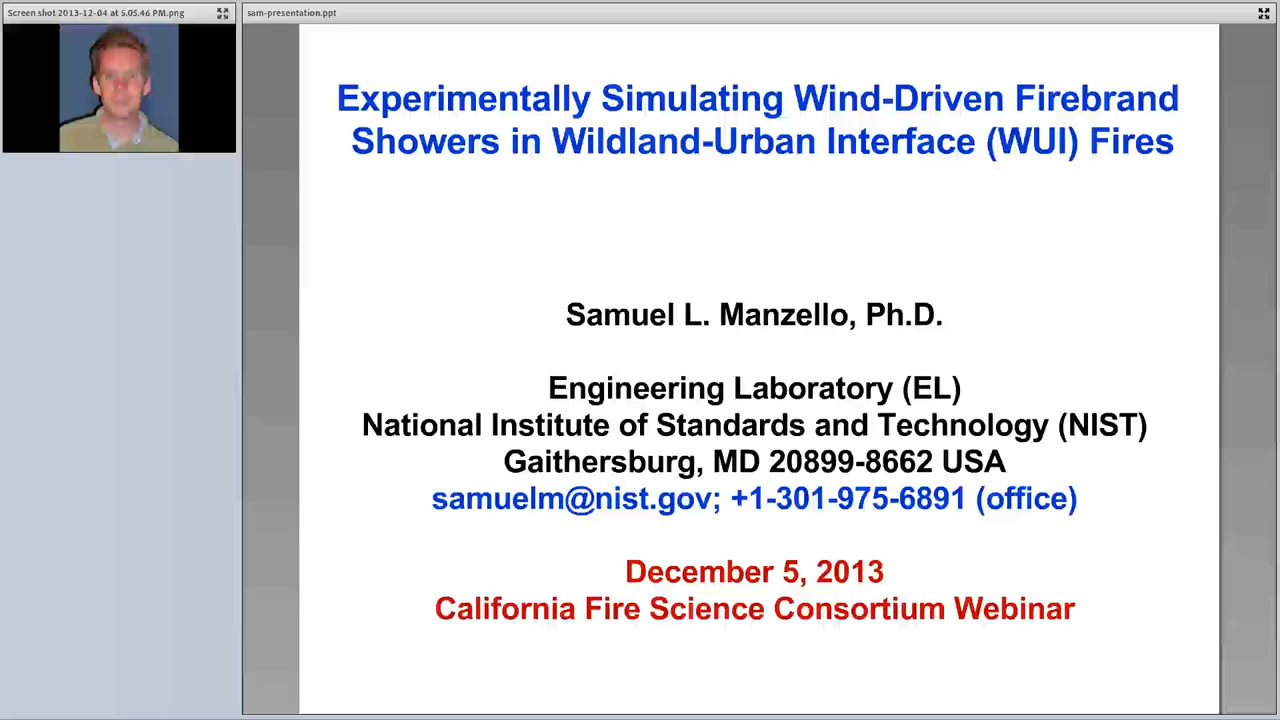 Screen shot 2013-12-04 at 5.05.46 PM.png
sam-presentation.ppt
Experimentally Simulating Wind-Driven Firebrand
Showers in Wildland-Urban Interface (WUI) Fires
Samuel L. Manzello, Ph.D.
Engineering Laboratory (EL)
National Institute of Standards and Technology (NIST)
Gaithersburg, MD 20899-8662 USA
samuelm@nist.gov; +1-301-975-6891 (office)
December 5, 2013
California Fire Science Consortium Webinar